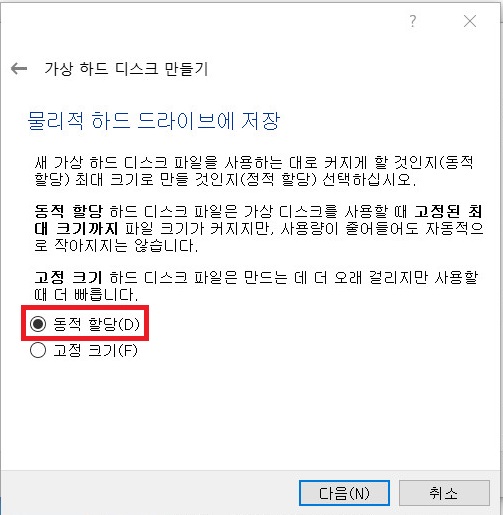 ?
가상 하드 디스크 만들기
물리적 하드 드라이브에 저장
새 가상 하드 디스크 파일을 사용하는 대로 커지게 할 것인지(동적
할당) 최대 크기로 만들 것인지(정적 할당) 선택하십시오.
동적 할당 하드 디스크 파일은 가상 디스크를 사용할 때 고정된 최
대 크기까지 파일 크기가 커지지만, 사용량이 줄어들어도 자동적으
로 작아지지는 않습니다.
고정 크기 하드 디스크 파일은 만드는 데 더 오래 걸리지만 사용할
때 더 빠릅니다.
동적 할당(D)
고정 크기(F)
다음(N)
취소